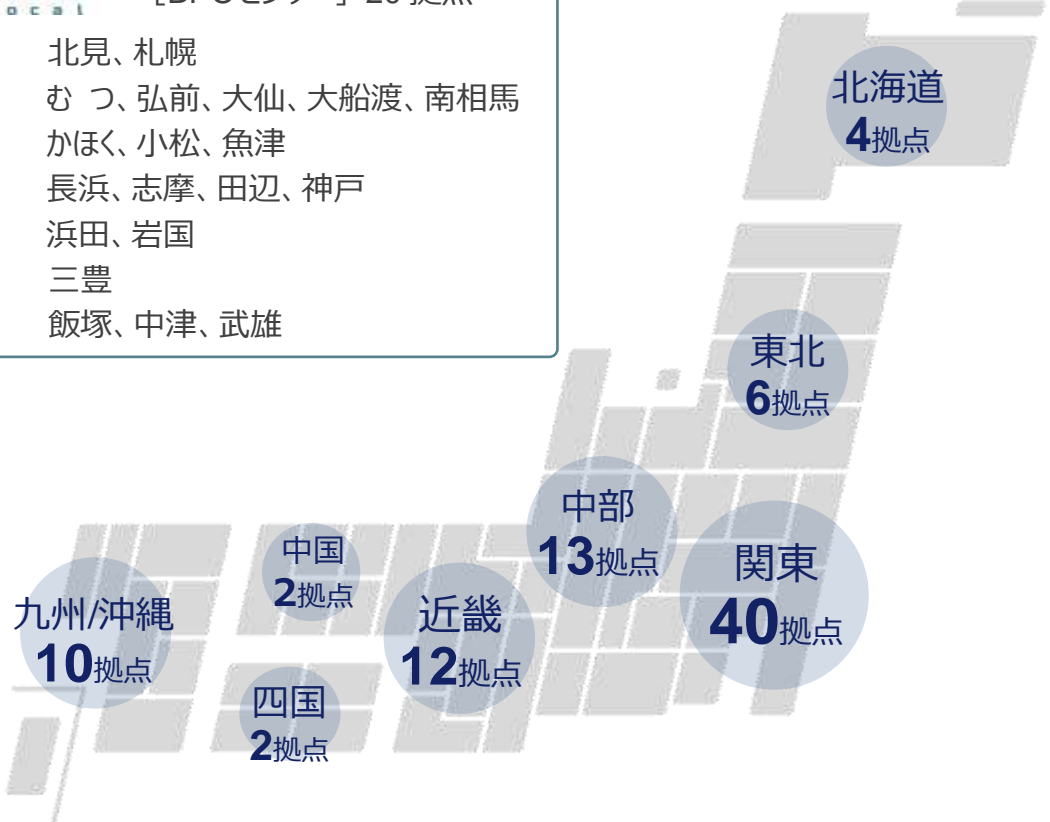 ocal
北見、札幌
むつ、弘前、大仙、大船渡、南相馬
かほく、小松、魚津
長浜、志摩、田辺、神戸
浜田、岩国
三豊
飯塚、中津、武雄
北海道
4拠点
東北
6拠点
中部
13拠点
関東
40拠点
中国
2拠点
近畿
12拠点
九州/沖縄
10拠点
四国
2拠点